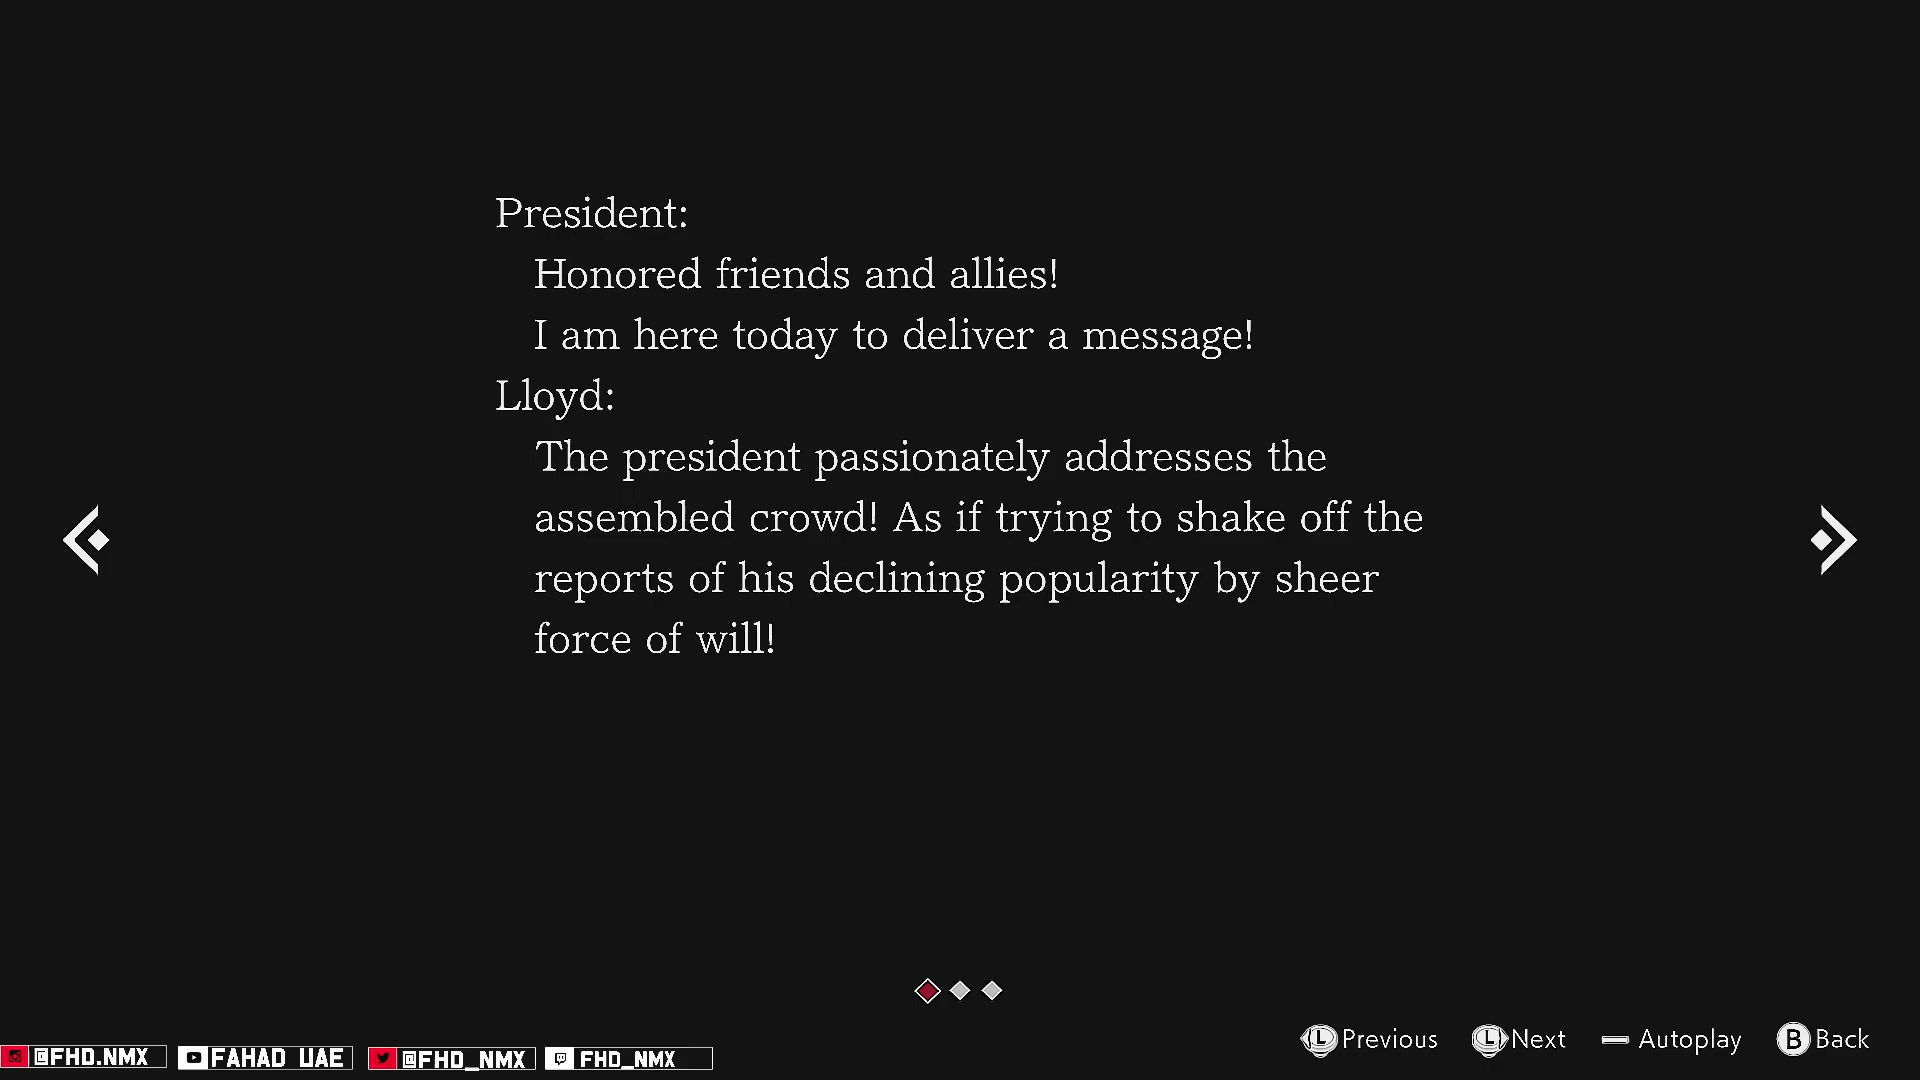 President:
Honored friends and allies!
I am here today to deliver a message!
Lloyd:
The president passionately addresses the
assembled crowd! As if trying to shake off the
reports of his declining popularity by sheer
force of will!
L Previous L Next Autoplay B Back
@FHD.NMX FAHAD UAE @FHD_NMX FHD_NMX